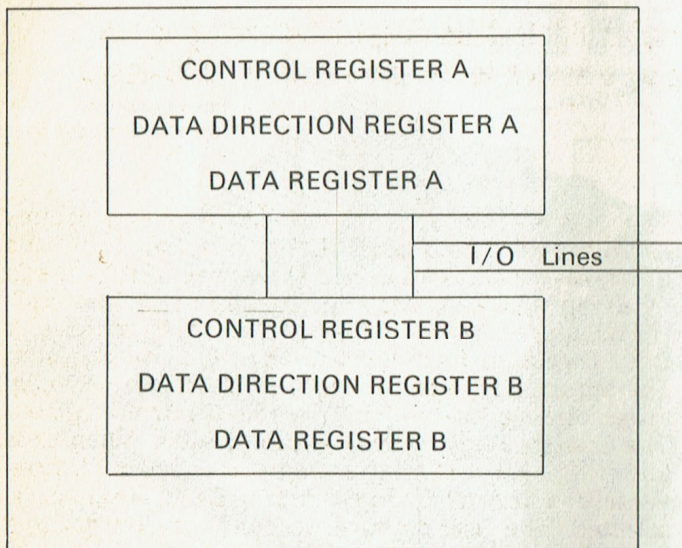 CONTROL REGISTER A
DATA DIRECTION REGISTER A
DATA REGISTER A
I/O Lines
CONTROL REGISTER B
DATA DIRECTION REGISTER B
DATA REGISTER B